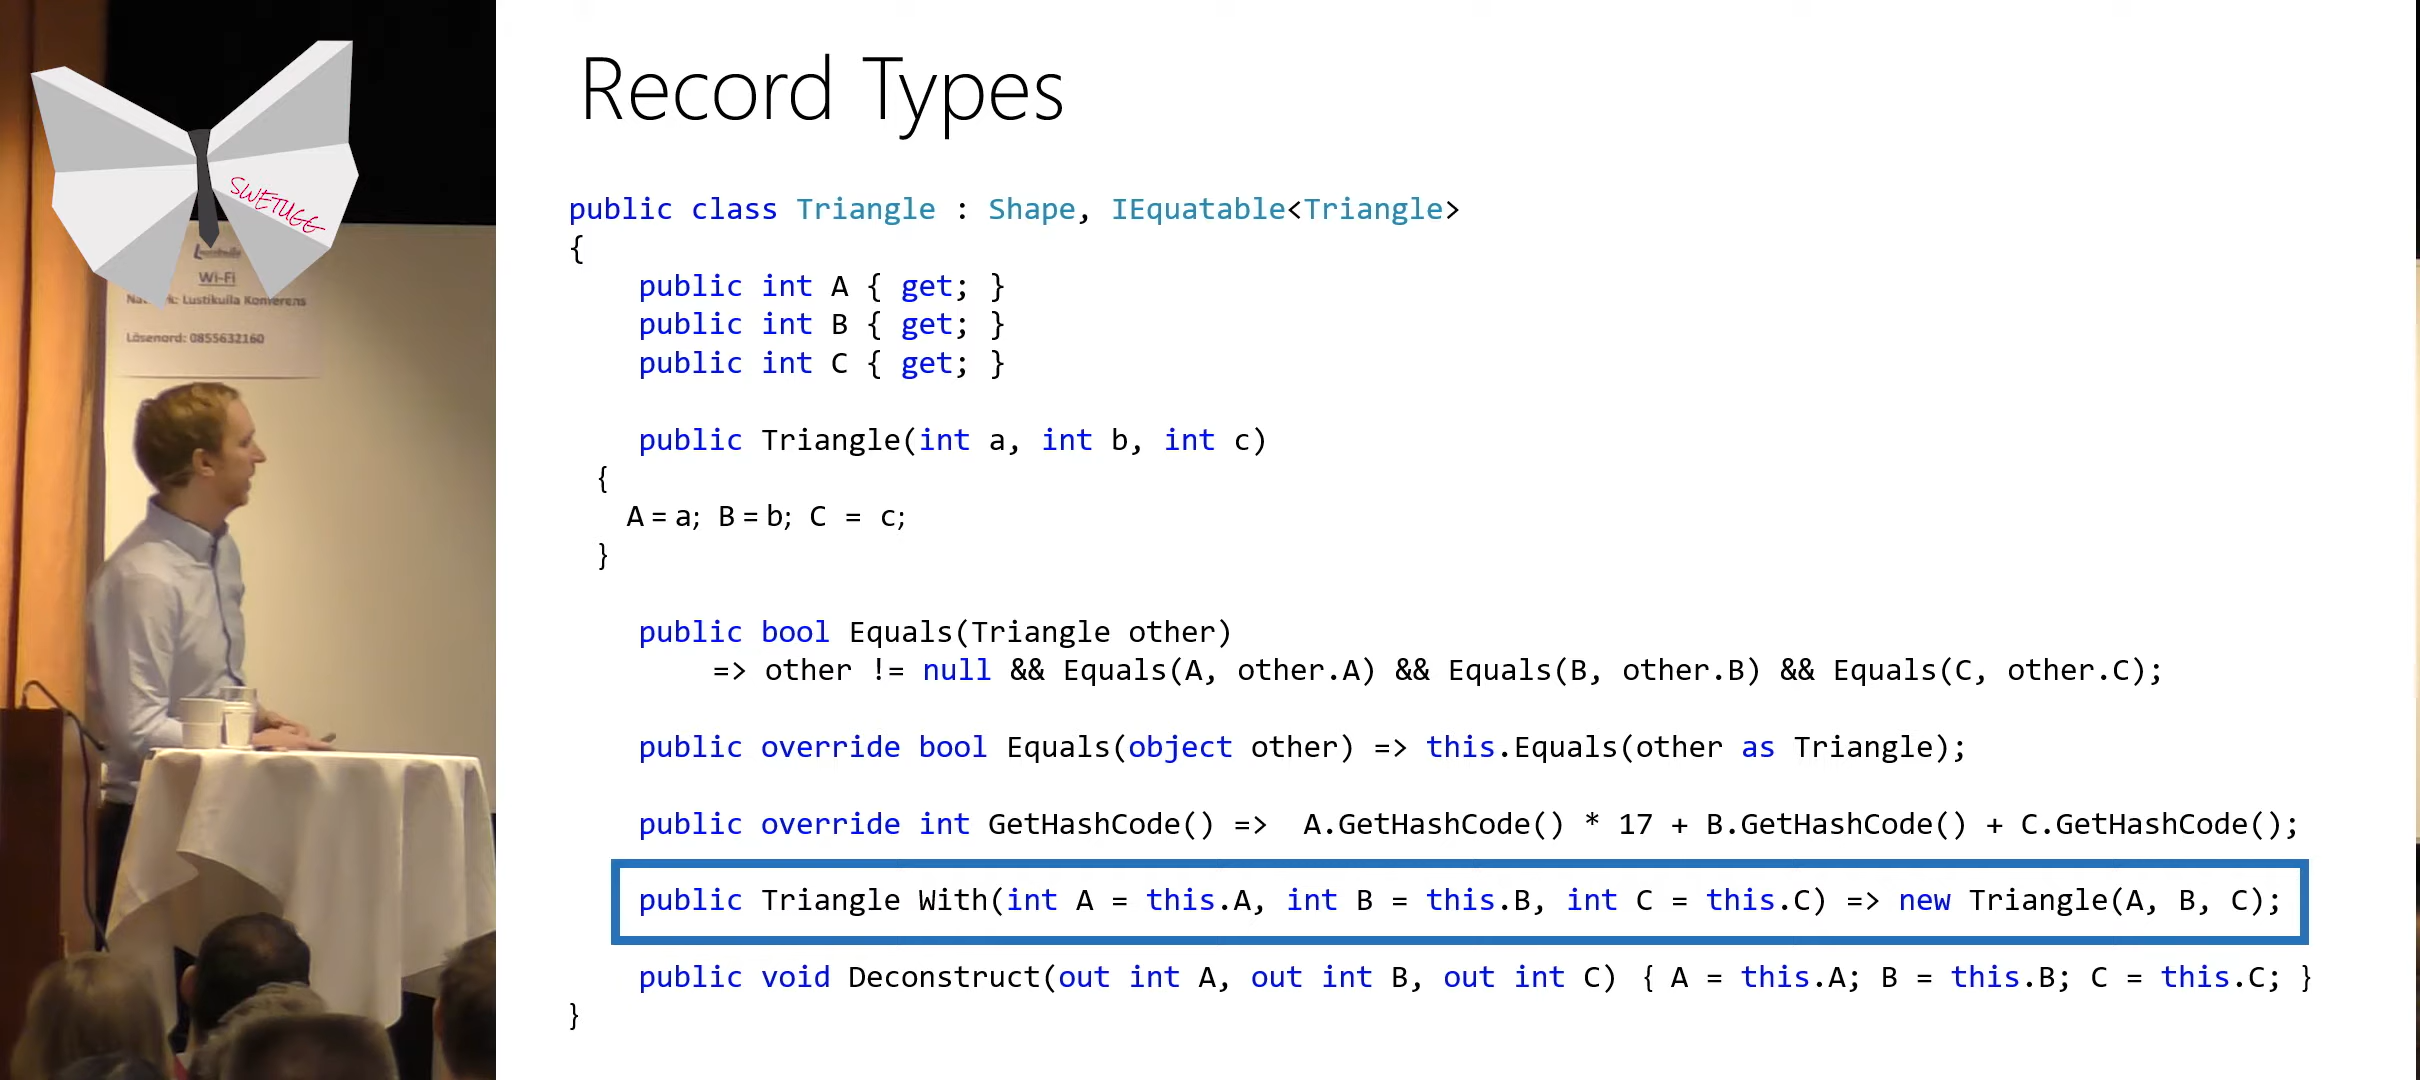 Record Types
public class Triangle : Shape, IEquatable<Triangle>
{
public int A { get; }
public int B { get; }
public int C { get; }
public Triangle(int a, int b, int c)
{
A = a; B = b; C = c;
}
public bool Equals(Triangle other)
=> other != null && Equals(A, other.A) && Equals(B, other.B) && Equals(C, other.C);
public override bool Equals(object other) => this.Equals(other as Triangle);
public override int GetHashCode() => A.GetHashCode() * 17 + B.GetHashCode() + C.GetHashCode();
public Triangle With(int A = this.A, int B = this.B, int C = this.C) => new Triangle(A, B, C);
public void Deconstruct(out int A, out int B, out int C) { A = this.A; B = this.B; C = this.C; }
}
SWETUGG
Wi-Fi
Lustikulla Konferens
Lösenord: 0855632160